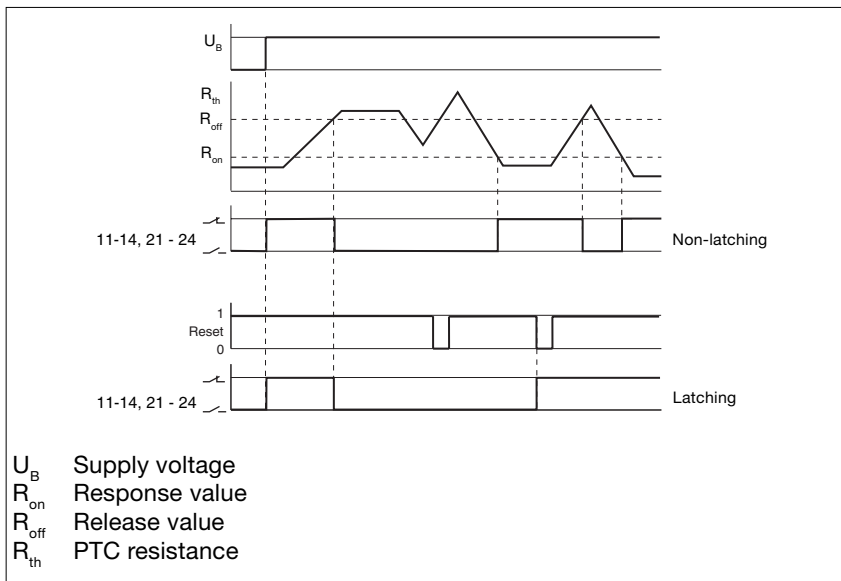 U_B
R_th
R_off
R_on
11-14, 21 - 24 Non-latching
1
Reset
0
11-14, 21 - 24 Latching
U_B Supply voltage
R_on Response value
R_off Release value
R_th PTC resistance